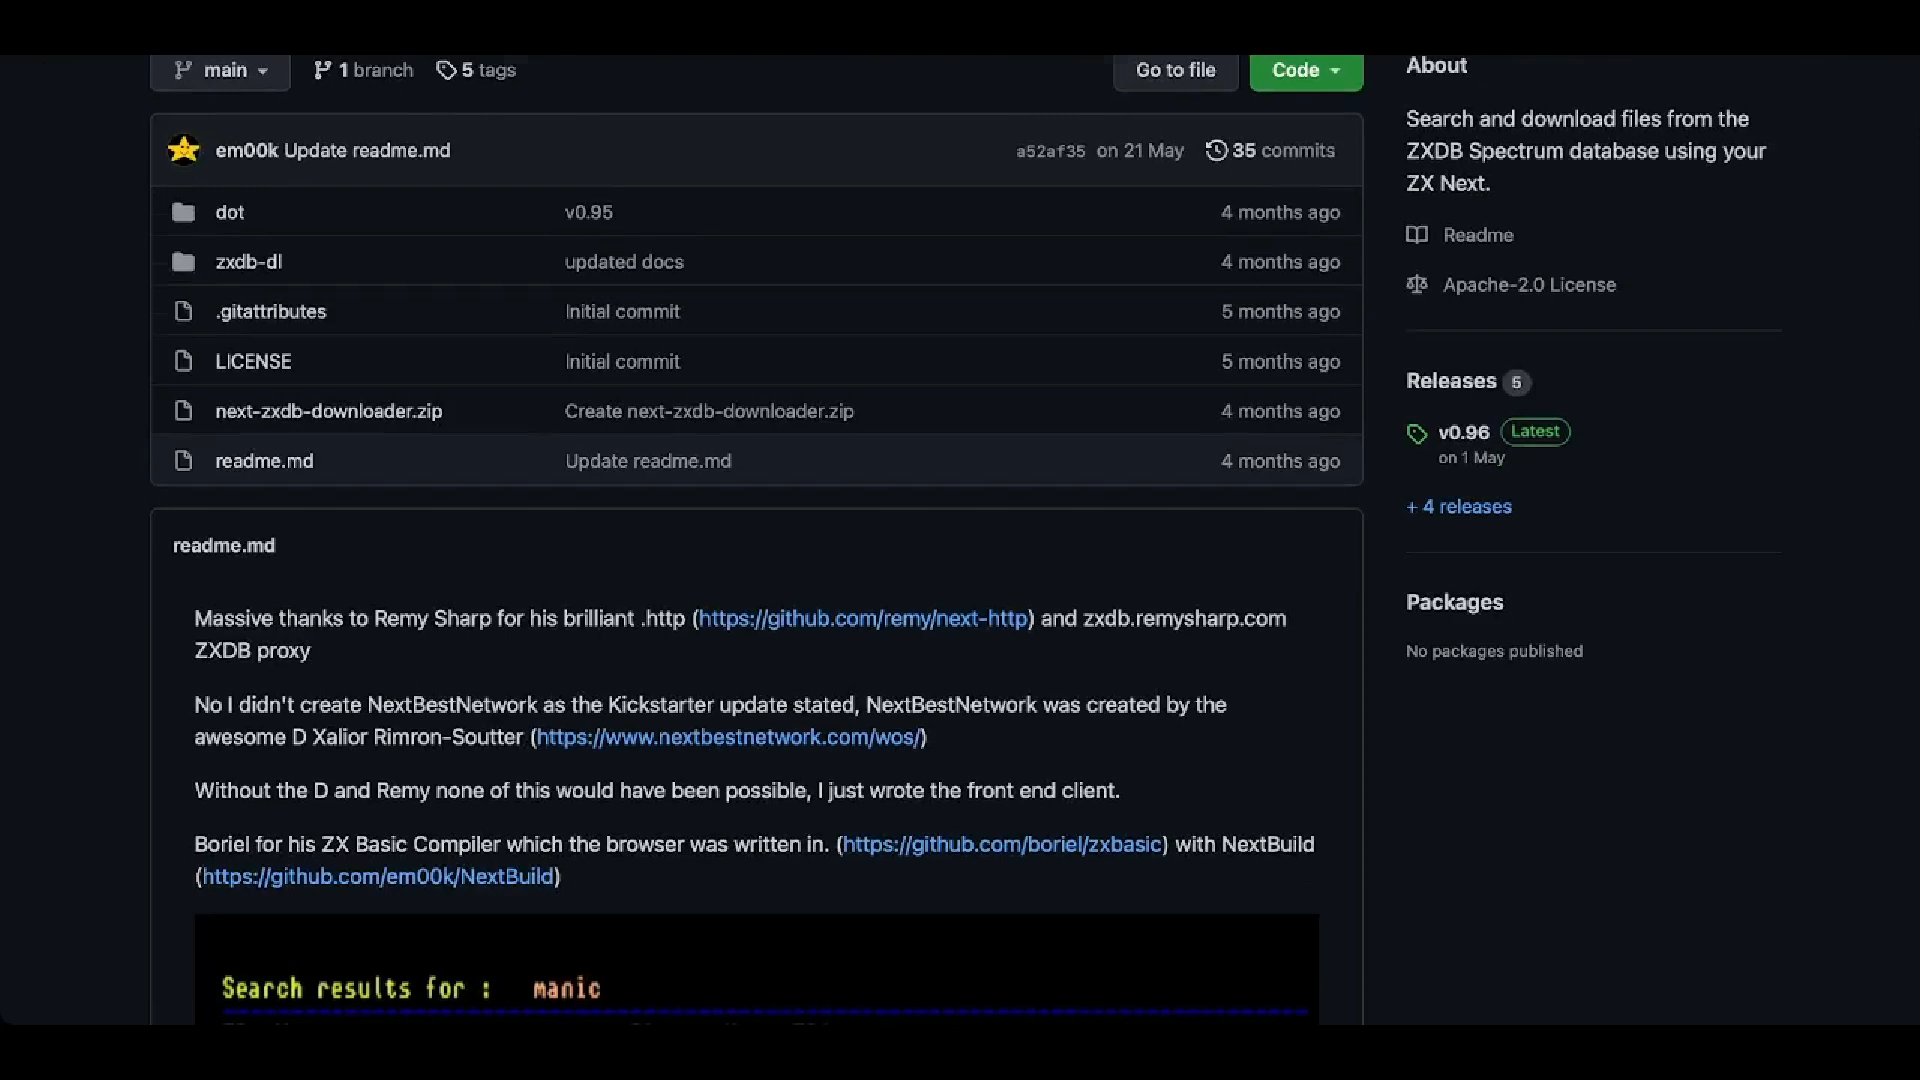 main
1 branch
5 tags
Go to file
Code
em00k Update readme.md
a52af35 on 21 May
35 commits
dot
v0.95
4 months ago
zxdb-dl
updated docs
4 months ago
.gitattributes
Initial commit
5 months ago
LICENSE
Initial commit
5 months ago
next-zxdb-downloader.zip
Create next-zxdb-downloader.zip
4 months ago
readme.md
Update readme.md
4 months ago
readme.md
Massive thanks to Remy Sharp for his brilliant .http (https://github.com/remy/next-http) and zxdb.remysharp.com
ZXDB proxy
No I didn't create NextBestNetwork as the Kickstarter update stated, NextBestNetwork was created by the
awesome D Xalior Rimron-Soutter (https://www.nextbestnetwork.com/wos/)
Without the D and Remy none of this would have been possible, I just wrote the front end client.
Boriel for his ZX Basic Compiler which the browser was written in. (https://github.com/boriel/zxbasic) with NextBuild
(https://github.com/em00k/NextBuild)
Search results for : manic
About
Search and download files from the
ZXDB Spectrum database using your
ZX Next.
Readme
Apache-2.0 License
Releases 5
v0.96 Latest
on 1 May
+ 4 releases
Packages
No packages published